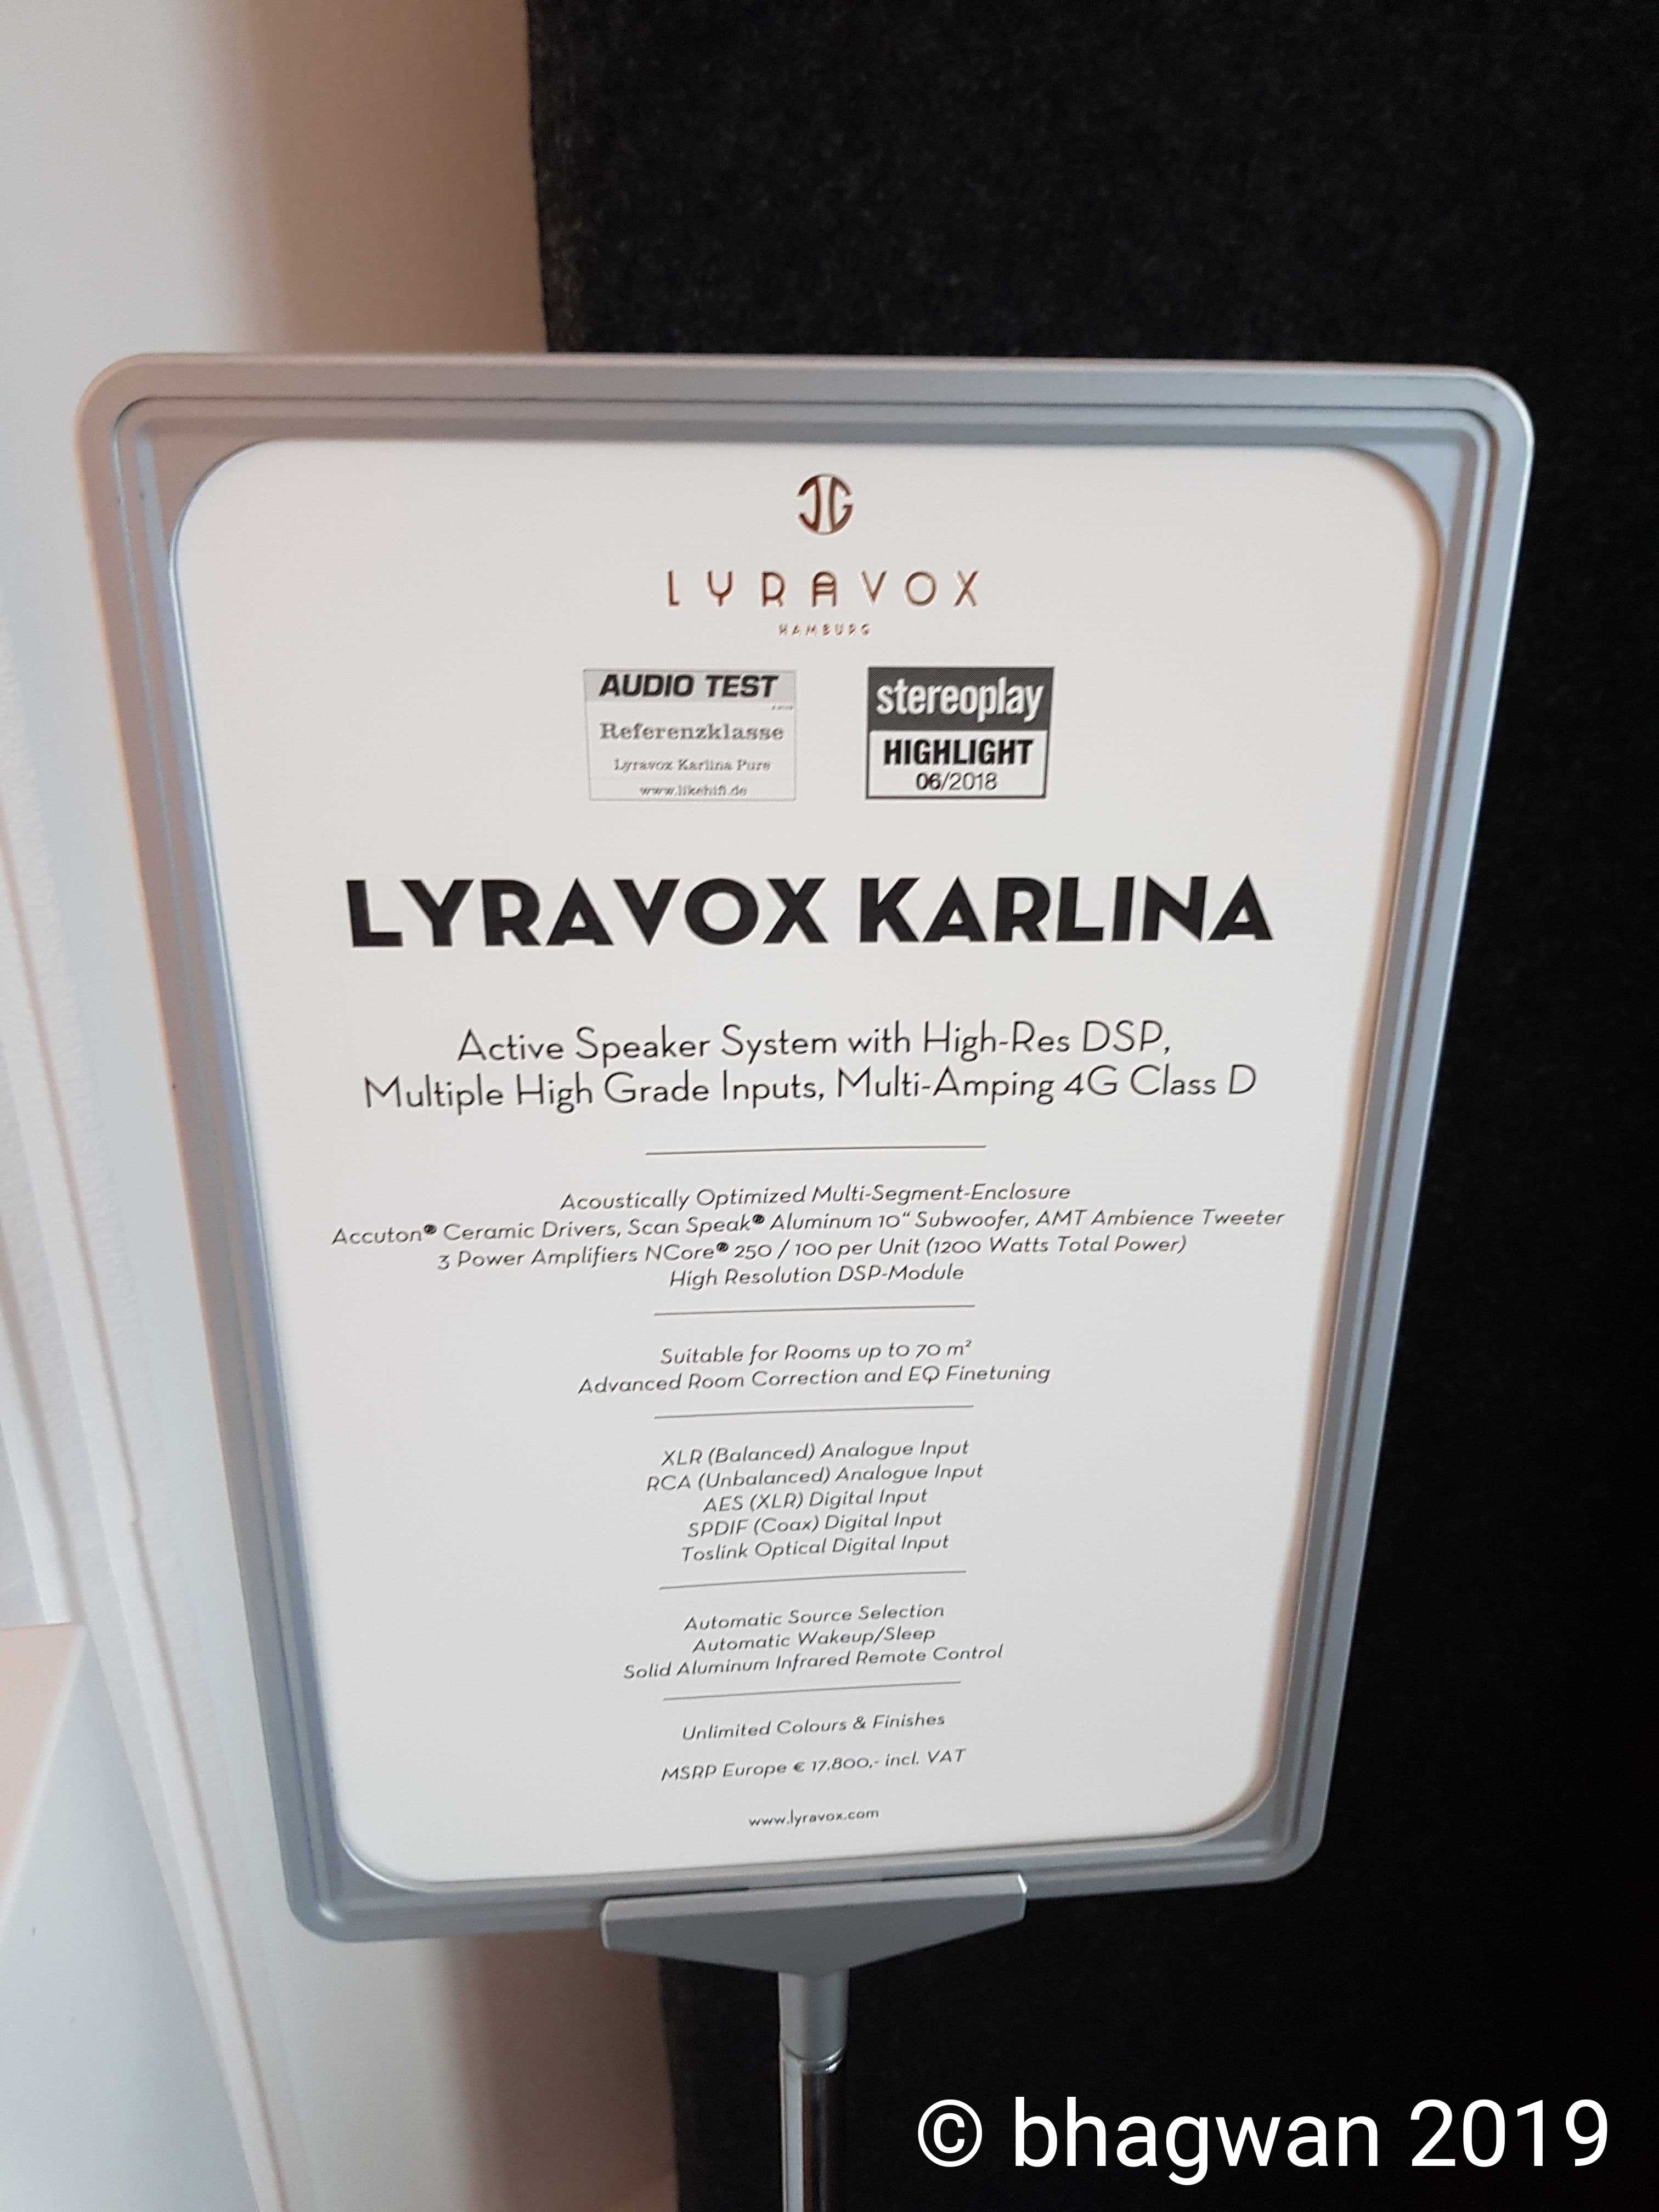 LYRAVOX
HAMBURG
AUDIO TEST
Referenzklasse
Lyravox Karlina Pure
www.likehifi.de
stereoplay
HIGHLIGHT
06/2018
LYRAVOX KARLINA
Active Speaker System with High-Res DSP,
Multiple High Grade Inputs, Multi-Amping 4G Class D
Acoustically Optimized Multi-Segment-Enclosure
Accuton® Ceramic Drivers, Scan Speak® Aluminum 10" Subwoofer, AMT Ambience Tweeter
3 Power Amplifiers NCore® 250 / 100 per Unit (1200 Watts Total Power)
High Resolution DSP-Module
Suitable for Rooms up to 70 m²
Advanced Room Correction and EQ Finetuning
XLR (Balanced) Analogue Input
RCA (Unbalanced) Analogue Input
AES (XLR) Digital Input
SPDIF (Coax) Digital Input
Toslink Optical Digital Input
Automatic Source Selection
Automatic Wakeup/Sleep
Solid Aluminum Infrared Remote Control
Unlimited Colours & Finishes
MSRP Europe € 17.800,- incl. VAT
www.lyravox.com
© bhagwan 2019